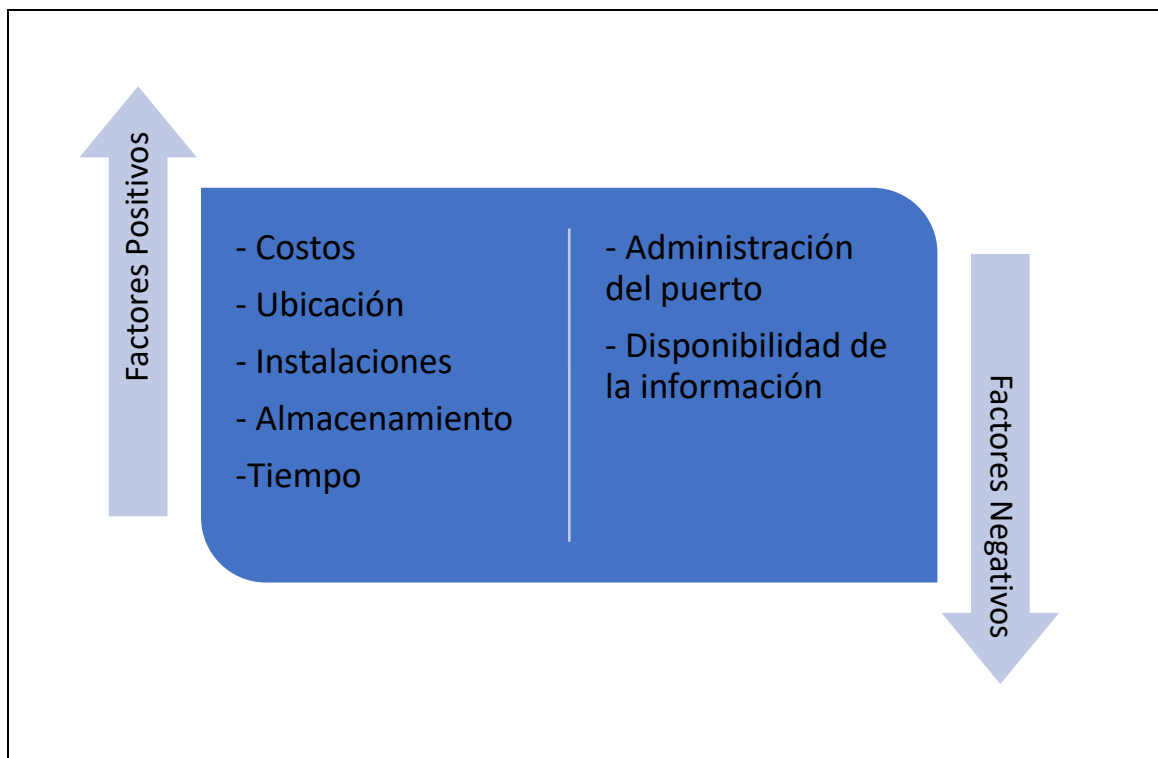 Factores Positivos
- Costos
- Ubicación
- Instalaciones
- Almacenamiento
-Tiempo
- Administración
del puerto
- Disponibilidad de
la información
Factores Negativos